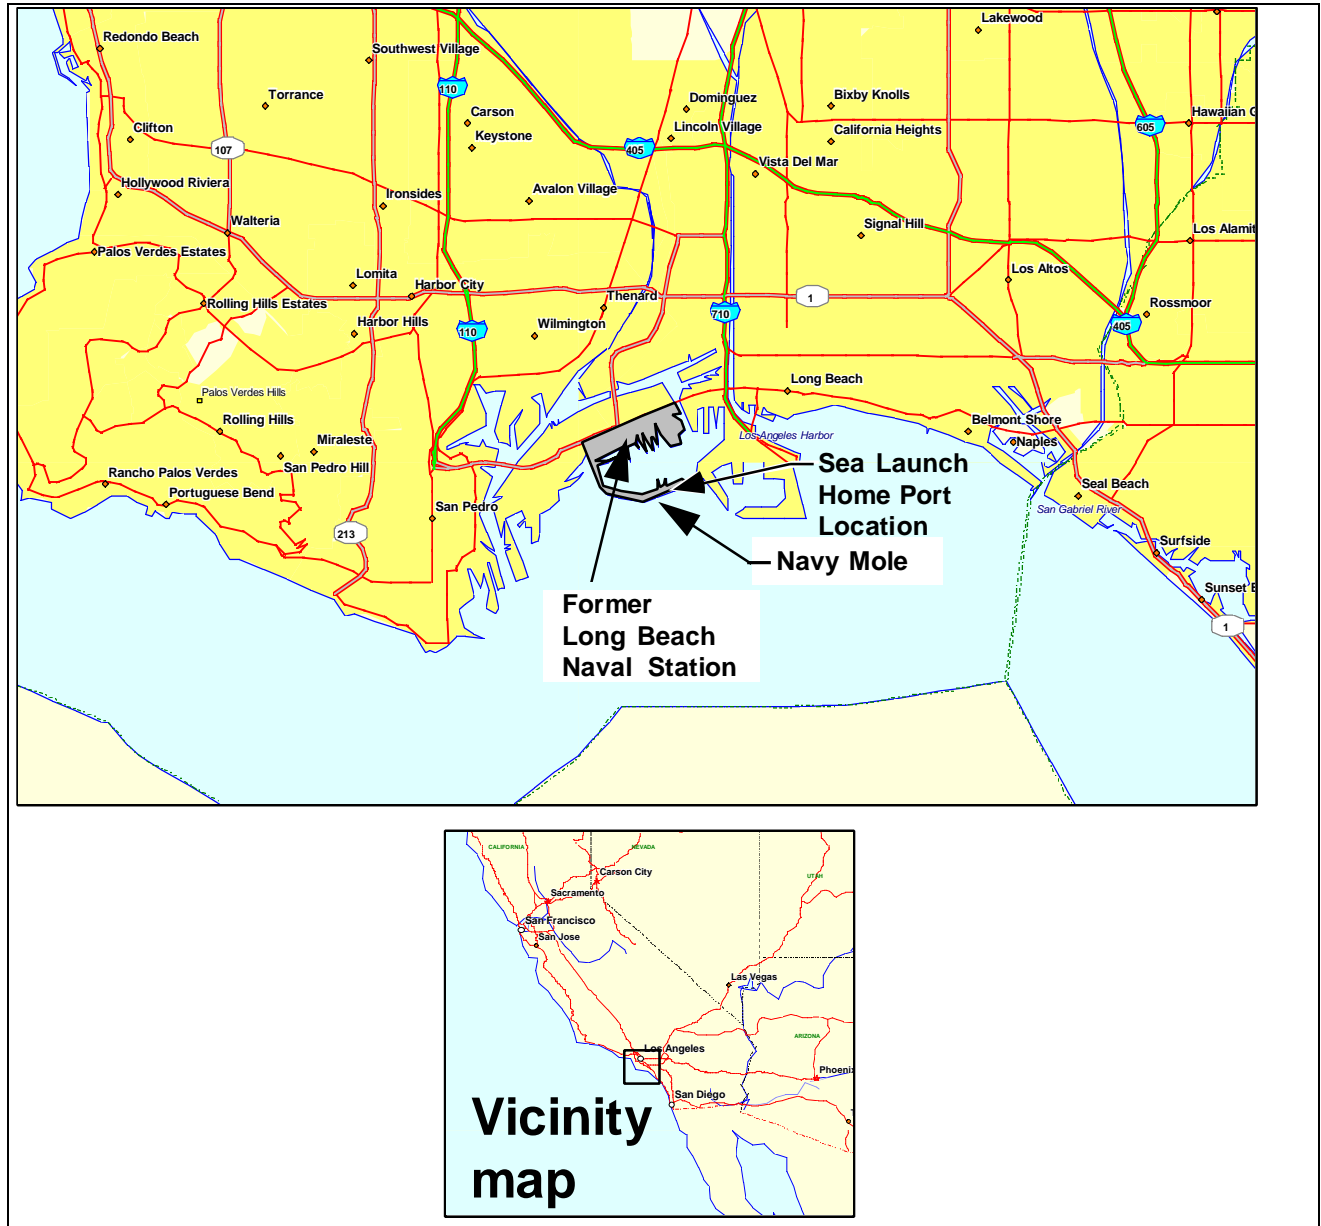 Lakewood
Redondo Beach
Southwest Village
110
Torrance
Dominguez
Bixby Knolls
Carson
Hawaiian G
Clifton
Keystone
Lincoln Village
California Heights
605
107
405
Vista Del Mar
Hollywood Riviera
Ironsides
Avalon Village
Walteria
Signal Hill
Los Alamit
Palos Verdes Estates
Lomita
Los Altos
Harbor City
Rolling Hills Estates
Thenard
1
Rossmoor
Harbor Hills
110
Wilmington
710
405
Palos Verdes Hills
Long Beach
Rolling Hills
Belmont Shore
Miraleste
Los Angeles Harbor
Naples
San Pedro Hill
Rancho Palos Verdes
Sea Launch
Home Port
Location
Portuguese Bend
Seal Beach
San Pedro
San Gabriel River
213
Surfside
Navy Mole
Sunset B
1
Former
Long Beach
Naval Station
CALIFORNIA
NEVADA
Carson City
UTAH
Sacramento
San Francisco
San Jose
Las Vegas
ARIZONA
Los Angeles
Phoenix
San Diego
Vicinity
map